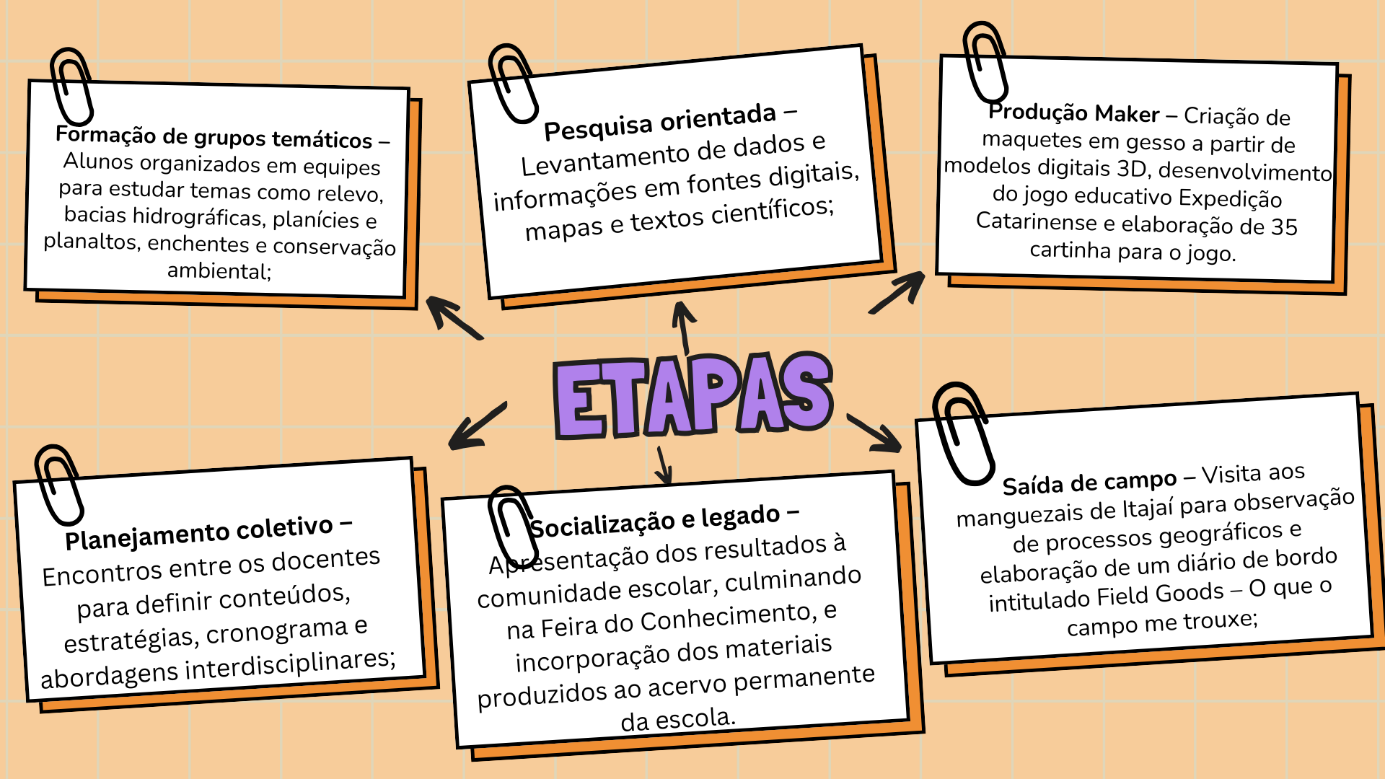 Formação de grupos temáticos –
Alunos organizados em equipes
para estudar temas como relevo,
bacias hidrográficas, planícies e
planaltos, enchentes e conservação
ambiental;
Pesquisa orientada –
Levantamento de dados e
informações em fontes digitais,
mapas e textos científicos;
Produção Maker – Criação de
maquetes em gesso a partir de
modelos digitais 3D, desenvolvimento
do jogo educativo Expedição
Catarinense e elaboração de 35
cartinha para o jogo.
ETAPAS
Planejamento coletivo –
Encontros entre os docentes
para definir conteúdos,
estratégias, cronograma e
abordagens interdisciplinares;
Socialização e legado –
Apresentação dos resultados à
comunidade escolar, culminando
na Feira do Conhecimento, e
incorporação dos materiais
produzidos ao acervo permanente
da escola.
Saída de campo – Visita aos
manguezais de Itajaí para observação
de processos geográficos e
elaboração de um diário de bordo
intitulado Field Goods – O que o
campo me trouxe;